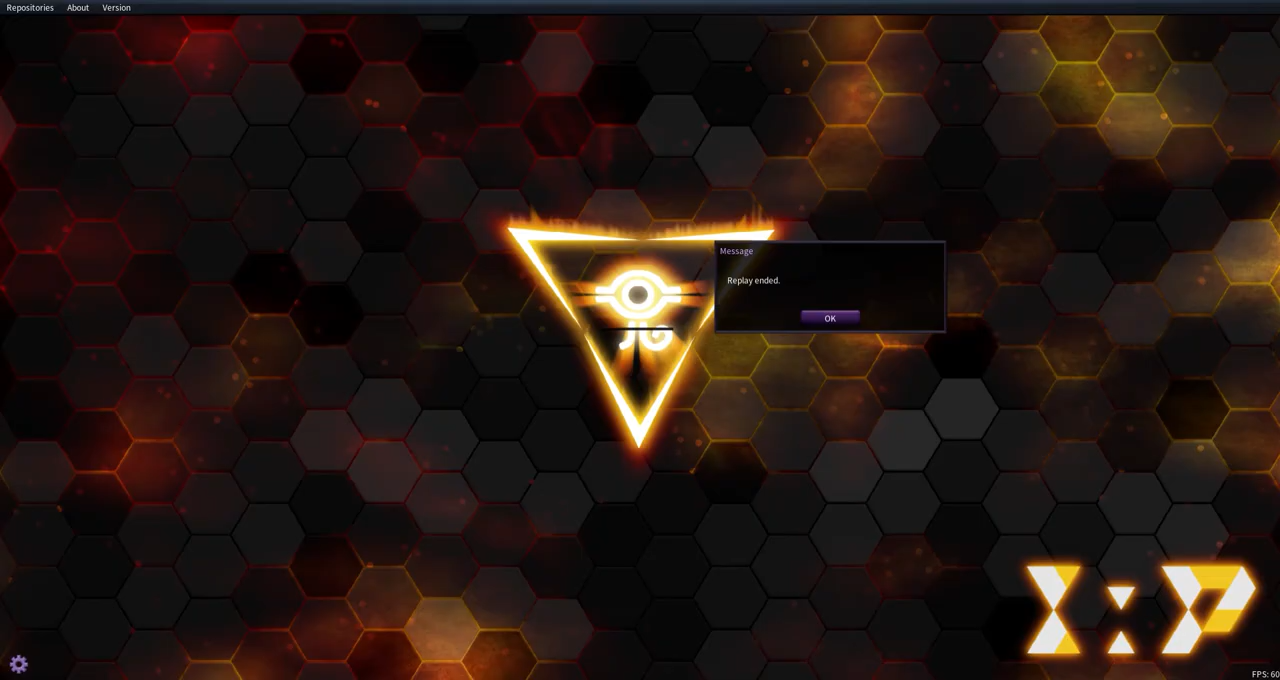 Repositories About Version
Message
Replay ended.
OK
X:P
FPS: 60